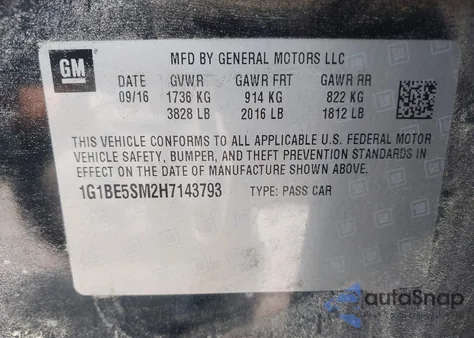 GM
MFD BY GENERAL MOTORS LLC
DATE GVWR GAWR FRT GAWR RR
09/16 1736 KG 914 KG 822 KG
3828 LB 2016 LB 1812 LB
THIS VEHICLE CONFORMS TO ALL APPLICABLE U.S. FEDERAL MOTOR
VEHICLE SAFETY, BUMPER, AND THEFT PREVENTION STANDARDS IN
EFFECT ON THE DATE OF MANUFACTURE SHOWN ABOVE.
1G1BE5SM2H7143793 TYPE: PASS CAR
autoSnap